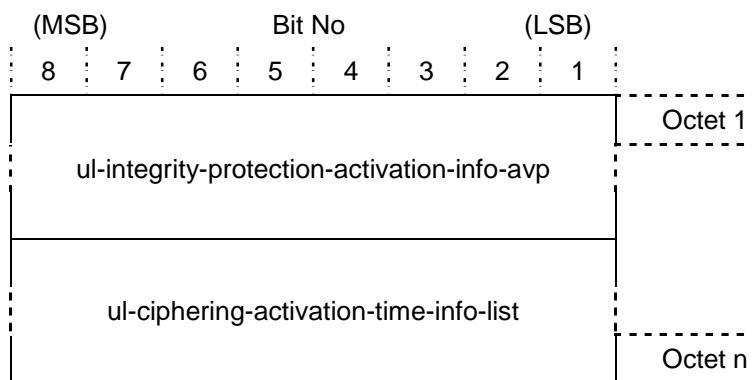 (MSB) Bit No (LSB)
8 7 6 5 4 3 2 1
Octet 1
ul-integrity-protection-activation-info-avp
ul-ciphering-activation-time-info-list
Octet n